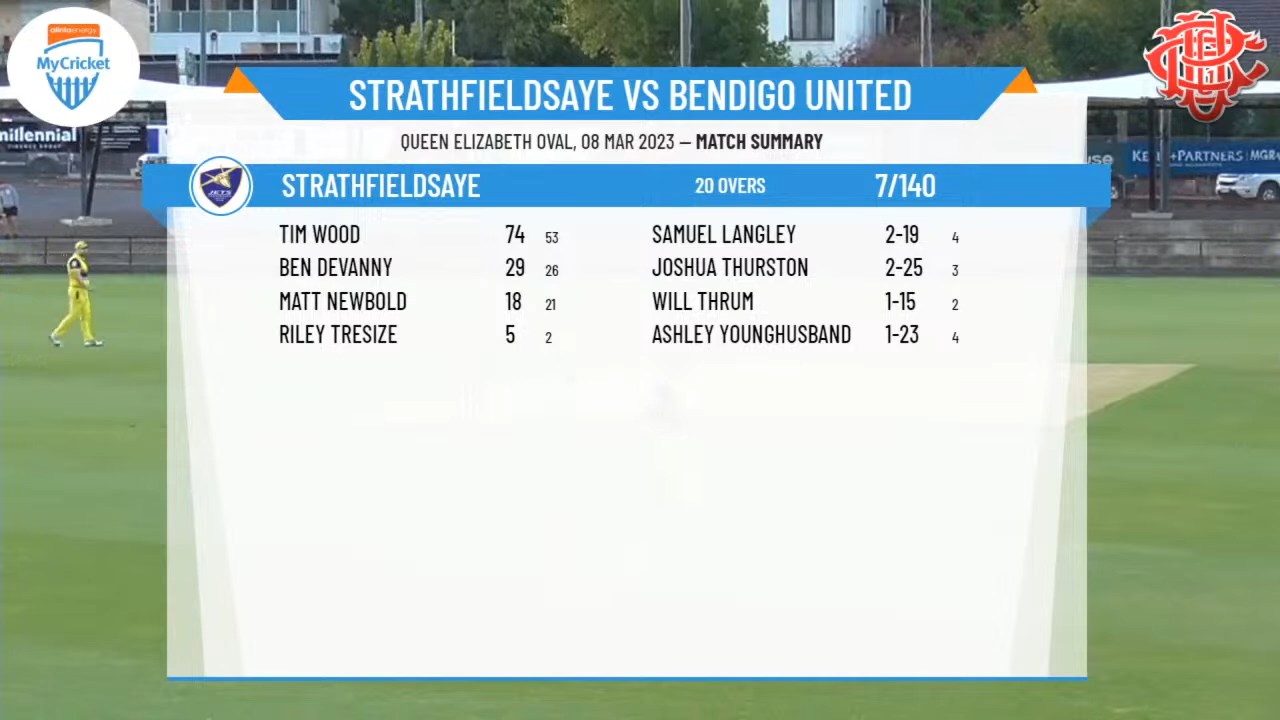 alintaenergy
MyCricket
STRATHFIELDSAYE VS BENDIGO UNITED
QUEEN ELIZABETH OVAL, 08 MAR 2023 – MATCH SUMMARY
millennial
JETS
STRATHFIELDSAYE 20 OVERS 7/140
TIM WOOD 74 53 SAMUEL LANGLEY 2-19 4
BEN DEVANNY 29 26 JOSHUA THURSTON 2-25 3
MATT NEWBOLD 18 21 WILL THRUM 1-15 2
RILEY TRESIZE 5 2 ASHLEY YOUNGHUSBAND 1-23 4